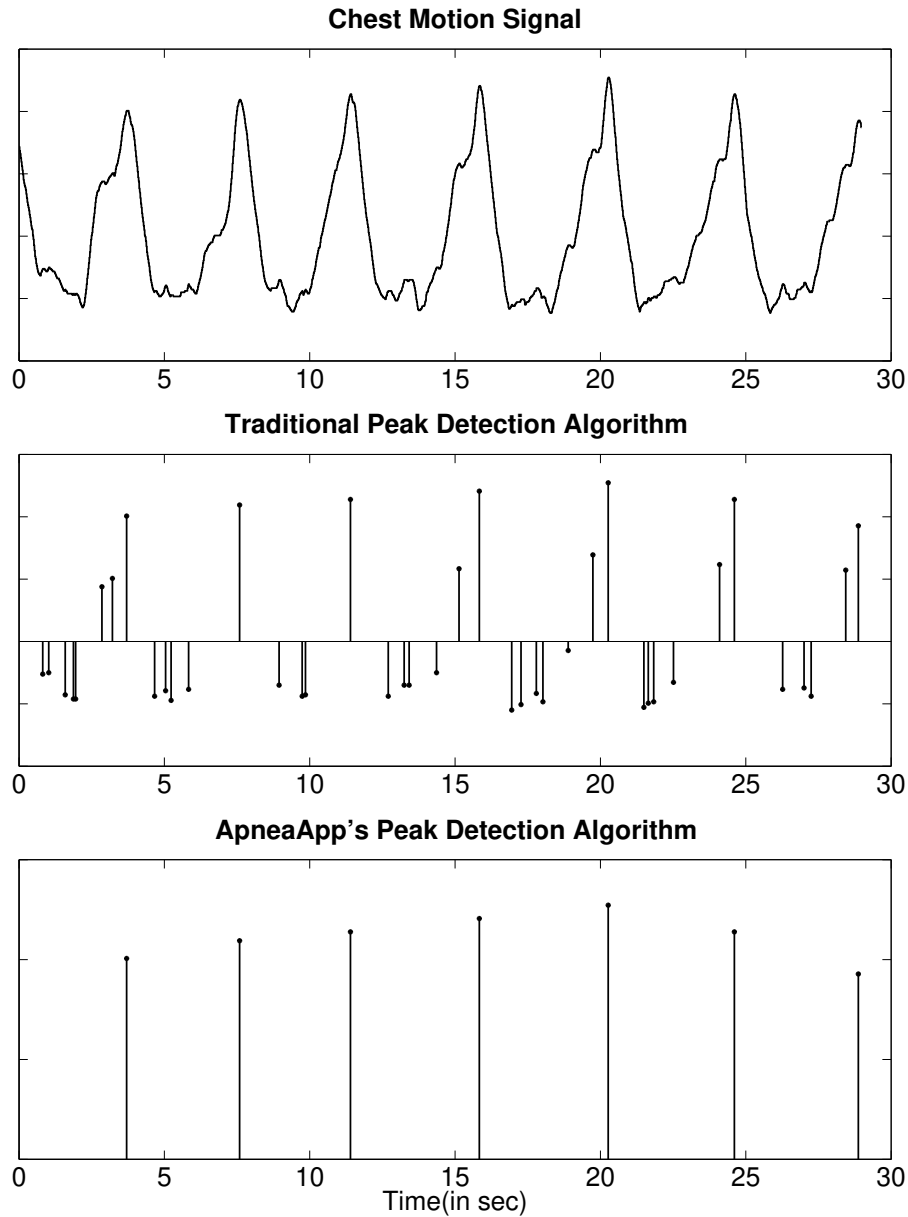 Chest Motion Signal
0 5 10 15 20 25 30
Traditional Peak Detection Algorithm
0 5 10 15 20 25 30
ApneaApp’s Peak Detection Algorithm
0 5 10 15 20 25 30
Time(in sec)